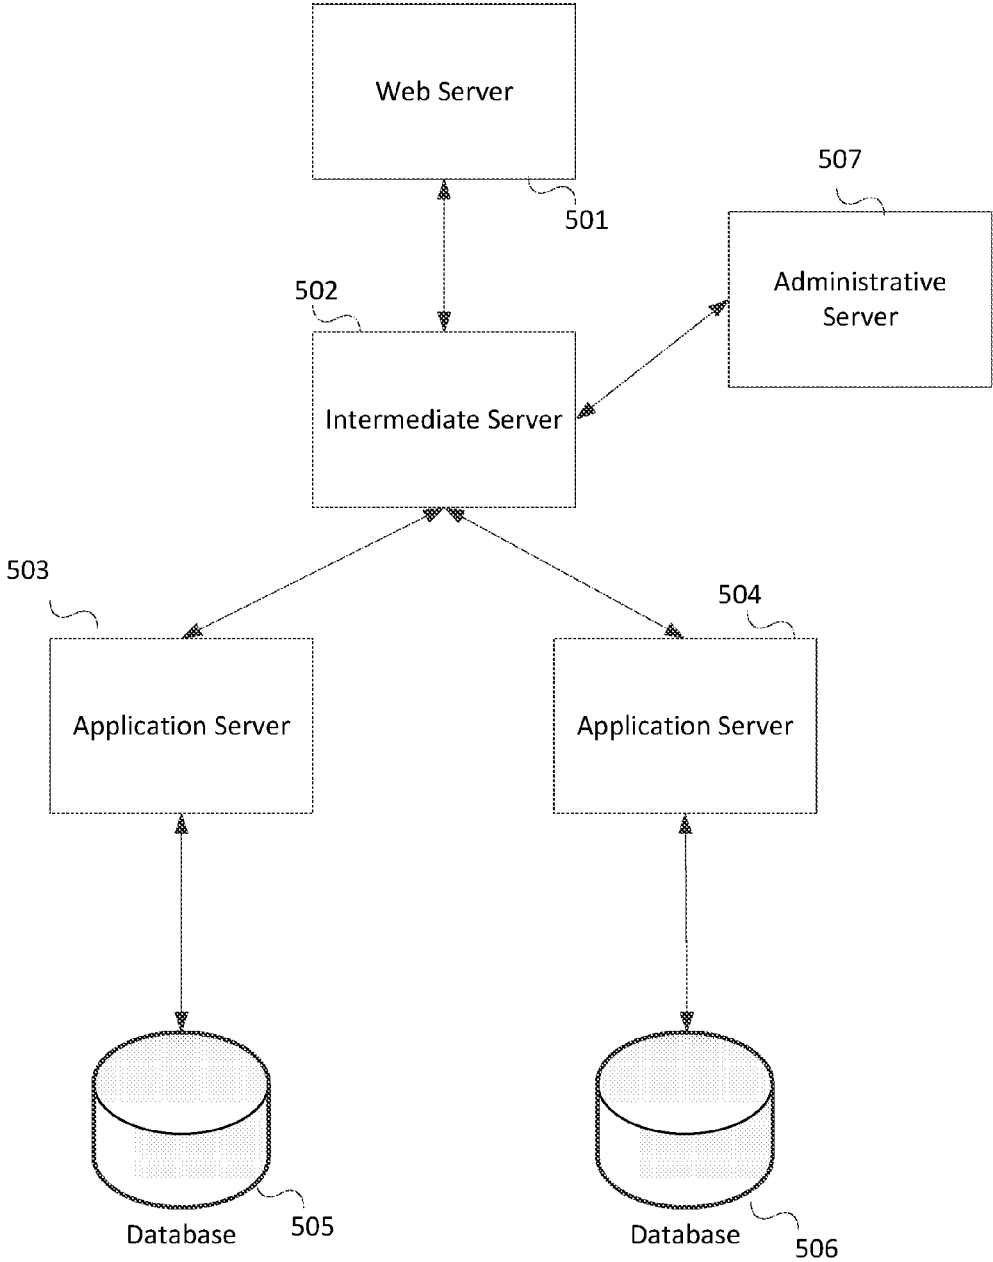 Web Server
501
507
Administrative
Server
502
Intermediate Server
503
504
Application Server
Application Server
505
Database
506
Database